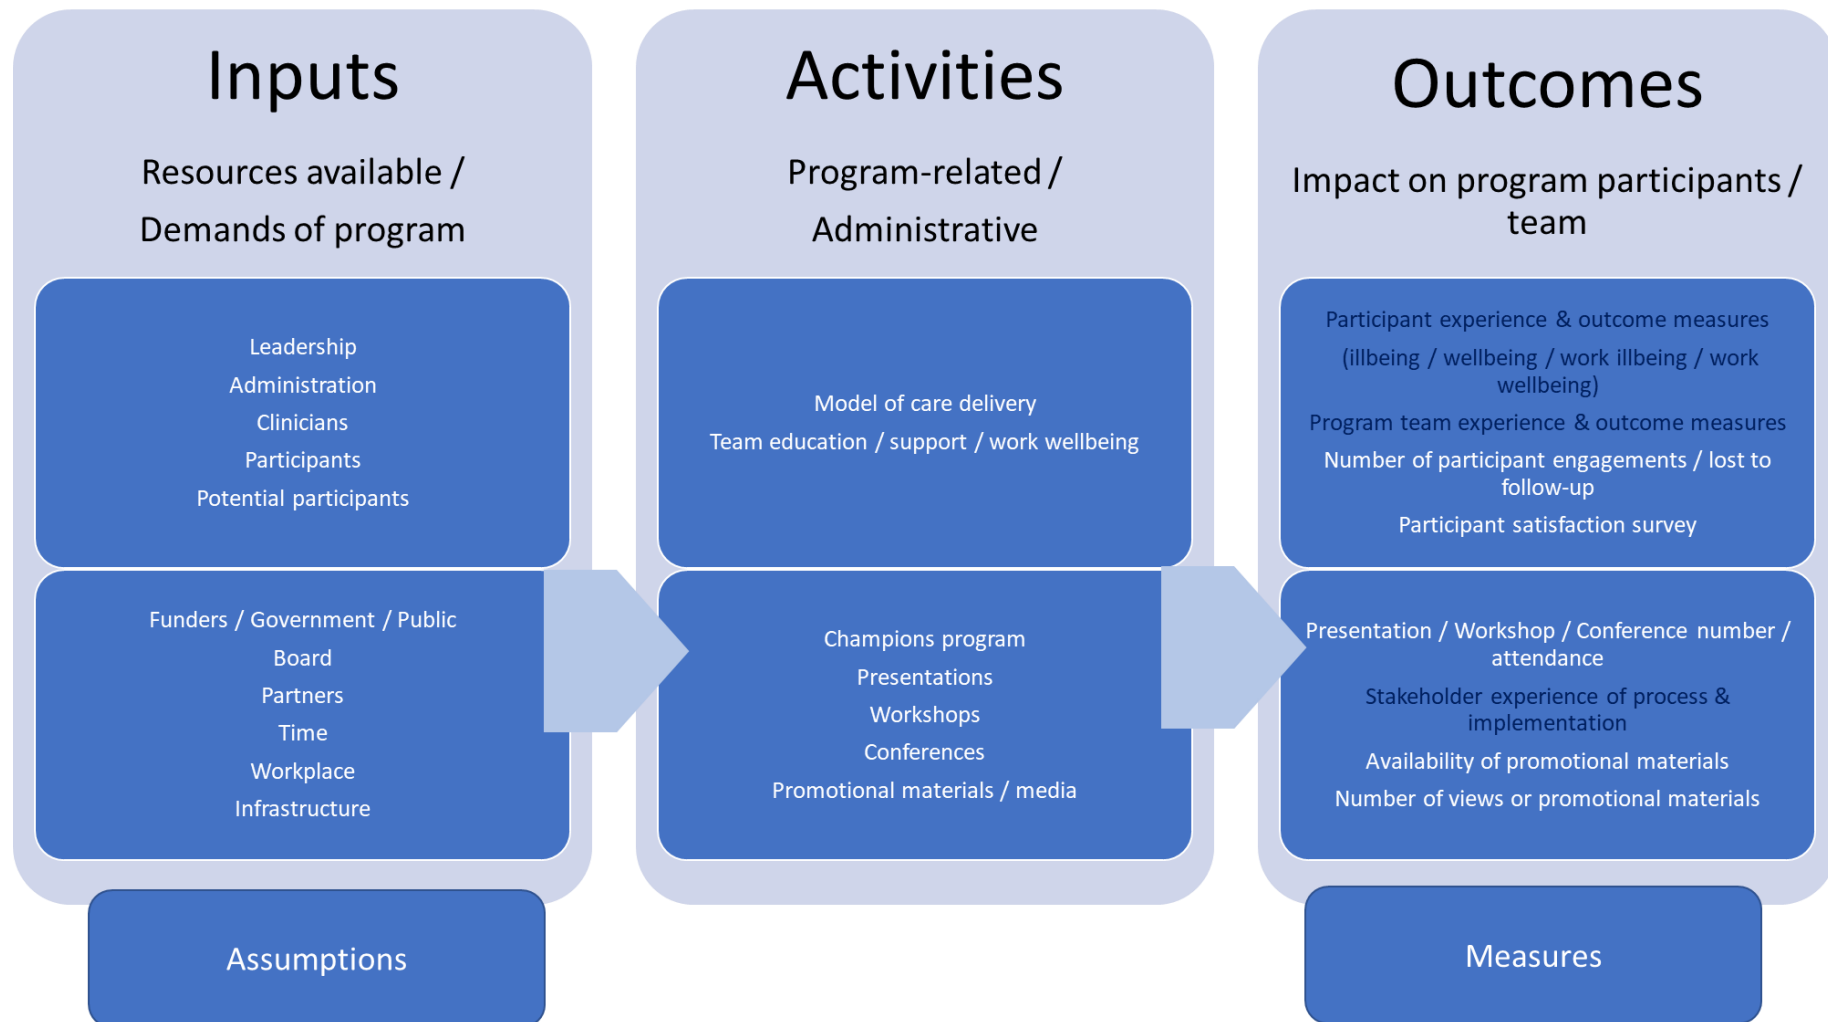 Inputs
Resources available /
Demands of program
Leadership
Administration
Clinicians
Participants
Potential participants
Funders / Government / Public
Board
Partners
Time
Workplace
Infrastructure
Assumptions
Activities
Program-related /
Administrative
Model of care delivery
Team education / support / work wellbeing
Champions program
Presentations
Workshops
Conferences
Promotional materials / media
Outcomes
Impact on program participants /
team
Participant experience & outcome measures
(illbeing / wellbeing / work illbeing / work
wellbeing)
Program team experience & outcome measures
Number of participant engagements / lost to
follow-up
Participant satisfaction survey
Presentation / Workshop / Conference number /
attendance
Stakeholder experience of process &
implementation
Availability of promotional materials
Number of views or promotional materials
Measures